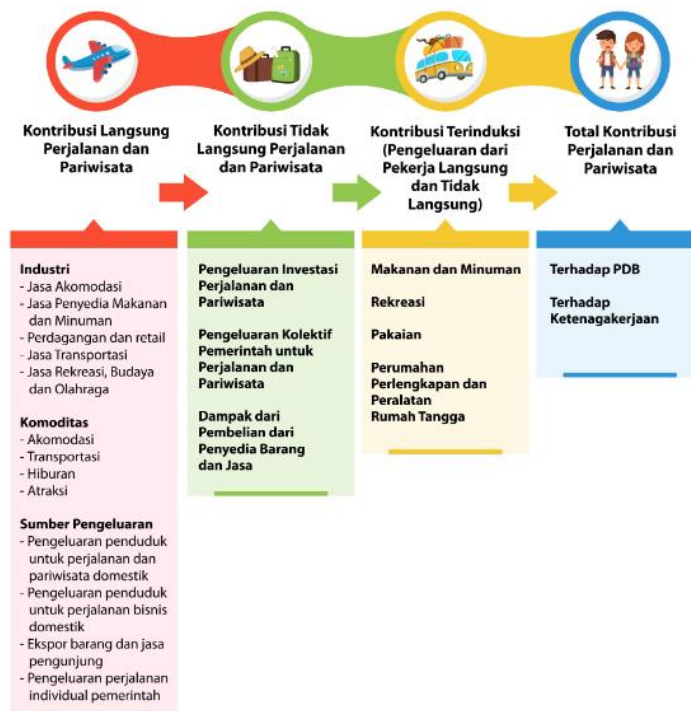 Kontribusi Langsung
Perjalanan dan
Pariwisata
Kontribusi Tidak
Langsung Perjalanan
dan Pariwisata
Kontribusi Terinduksi
(Pengeluaran dari
Pekerja Langsung
dan Tidak
Langsung)
Total Kontribusi
Perjalanan dan
Pariwisata
Industri
- Jasa Akomodasi
- Jasa Penyedia Makanan
dan Minuman
- Perdagangan dan retail
- Jasa Transportasi
- Jasa Rekreasi, Budaya
dan Olahraga
Komoditas
- Akomodasi
- Transportasi
- Hiburan
- Atraksi
Sumber Pengeluaran
- Pengeluaran penduduk
untuk perjalanan dan
pariwisata domestik
- Pengeluaran penduduk
untuk perjalanan bisnis
domestik
- Ekspor barang dan jasa
pengunjung
- Pengeluaran perjalanan
individual pemerintah
Pengeluaran Investasi
Perjalanan dan
Pariwisata
Pengeluaran Kolektif
Pemerintah untuk
Perjalanan dan
Pariwisata
Dampak dari
Pembelian dari
Penyedia Barang
dan Jasa
Makanan dan Minuman
Rekreasi
Pakaian
Perumahan
Perlengkapan dan
Peralatan
Rumah Tangga
Terhadap PDB
Terhadap
Ketenagakerjaan